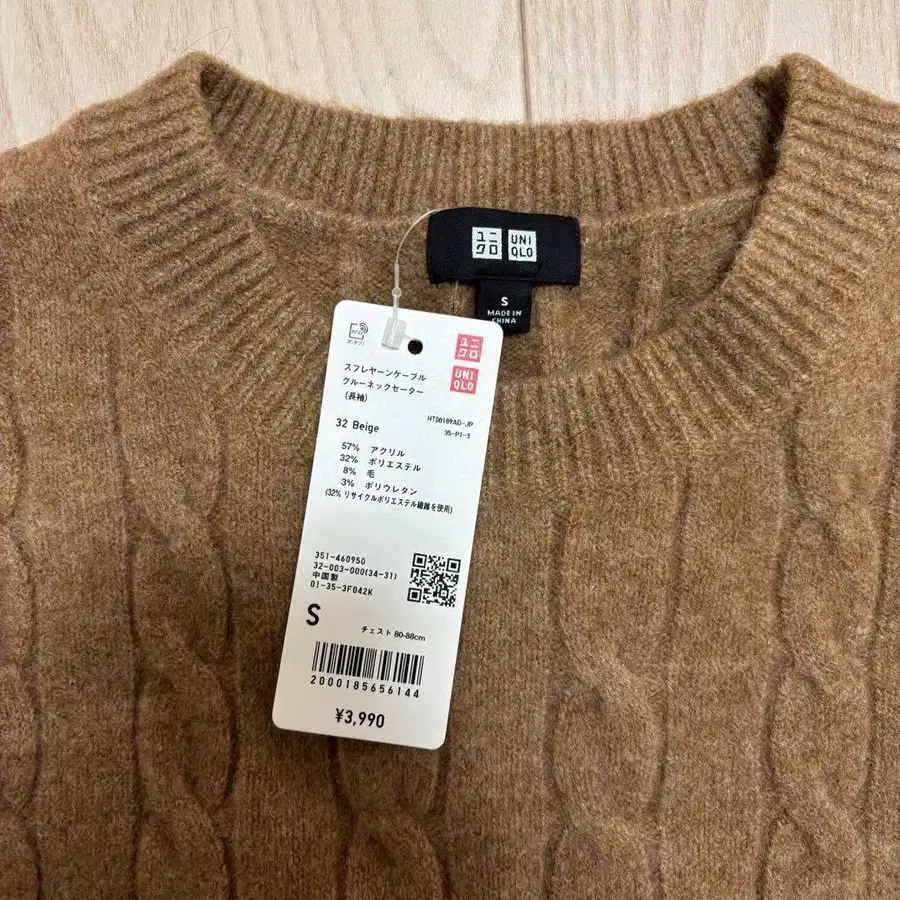 ユニ
クロ
UNI
QLO
S
MADE IN
CHINA
ユニ
クロ
UNI
QLO
スフレヤーンケーブル
クルーネックセーター
(長袖)
HT00189AD-JP
35-P1-3
32 Beige
57% アクリル
32% ポリエステル
8% 毛
3% ポリウレタン
(32% リサイクルポリエステル繊維を使用)
351-460950
32-003-000(34-31)
中国製
01-35-3F042K
S
チェスト 80-88cm
2000185656144
¥3,990